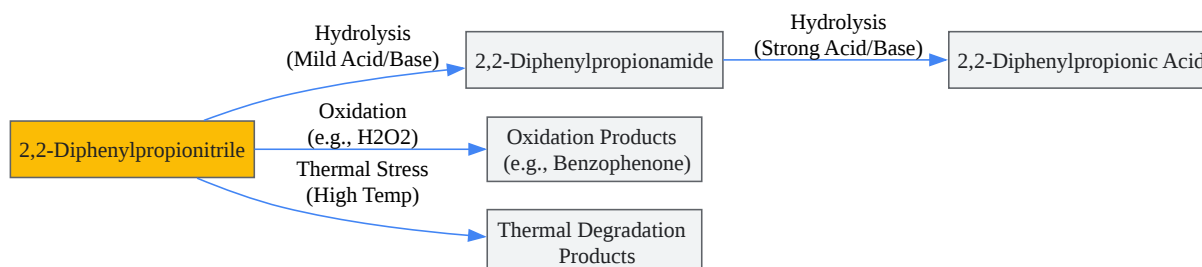 Hydrolysis
(Mild Acid/Base)
2,2-Diphenylpropionamide
Hydrolysis
(Strong Acid/Base)
2,2-Diphenylpropionic Acid
2,2-Diphenylpropionitrile
Oxidation
(e.g., H2O2)
Oxidation Products
(e.g., Benzophenone)
Thermal Stress
(High Temp)
Thermal Degradation
Products